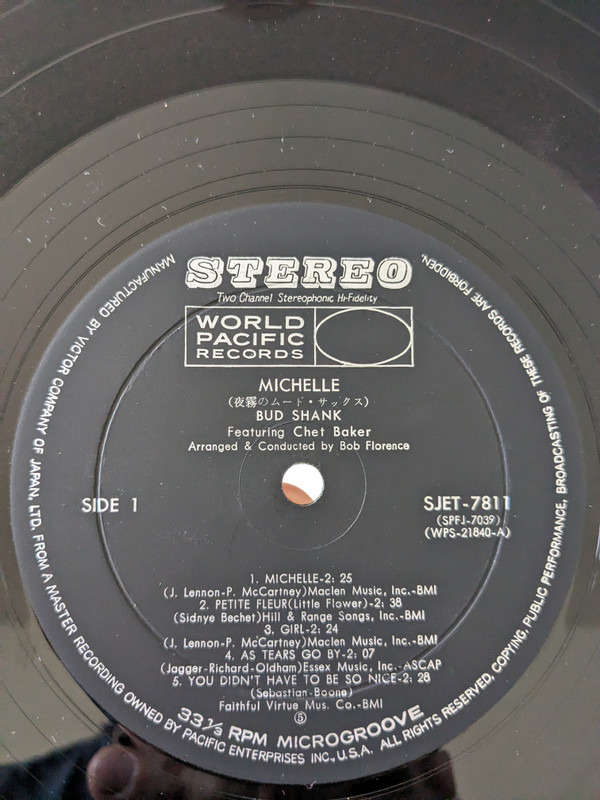 STEREO
Two Channel Stereophonic Hi-Fidelity
WORLD
PACIFIC
RECORDS
MICHELLE
(夜霧のムード・サックス)
BUD SHANK
Featuring Chet Baker
Arranged & Conducted by Bob Florence
SIDE 1
SJET-7811
(SPFJ-7039)
(WPS-21840-A)
1. MICHELLE-2: 25
(J. Lennon-P. McCartney)Maclen Music, Inc.-BMI
2. PETITE FLEUR(Little Flower)-2: 38
(Sidnye Bechet)Hill & Range Songs, Inc.-BMI
3. GIRL-2: 24
(J. Lennon-P. McCartney)Maclen Music, Inc.-BMI
4. AS TEARS GO BY-2: 07
(Jagger-Richard-Oldham)Essex Music, Inc.-ASCAP
5. YOU DIDN'T HAVE TO BE SO NICE-2: 28
(Sebastian-Boone)
Faithful Virtue Mus. Co.-BMI
⑤
33 1/3 RPM MICROGROOVE
MANUFACTURED BY VICTOR COMPANY OF JAPAN, LTD. FROM A MASTER RECORDING OWNED BY PACIFIC ENTERPRISES INC., U.S.A. ALL RIGHTS RESERVED, COPYING, PUBLIC PERFORMANCE, BROADCASTING OF THESE RECORDS ARE FORBIDDEN.